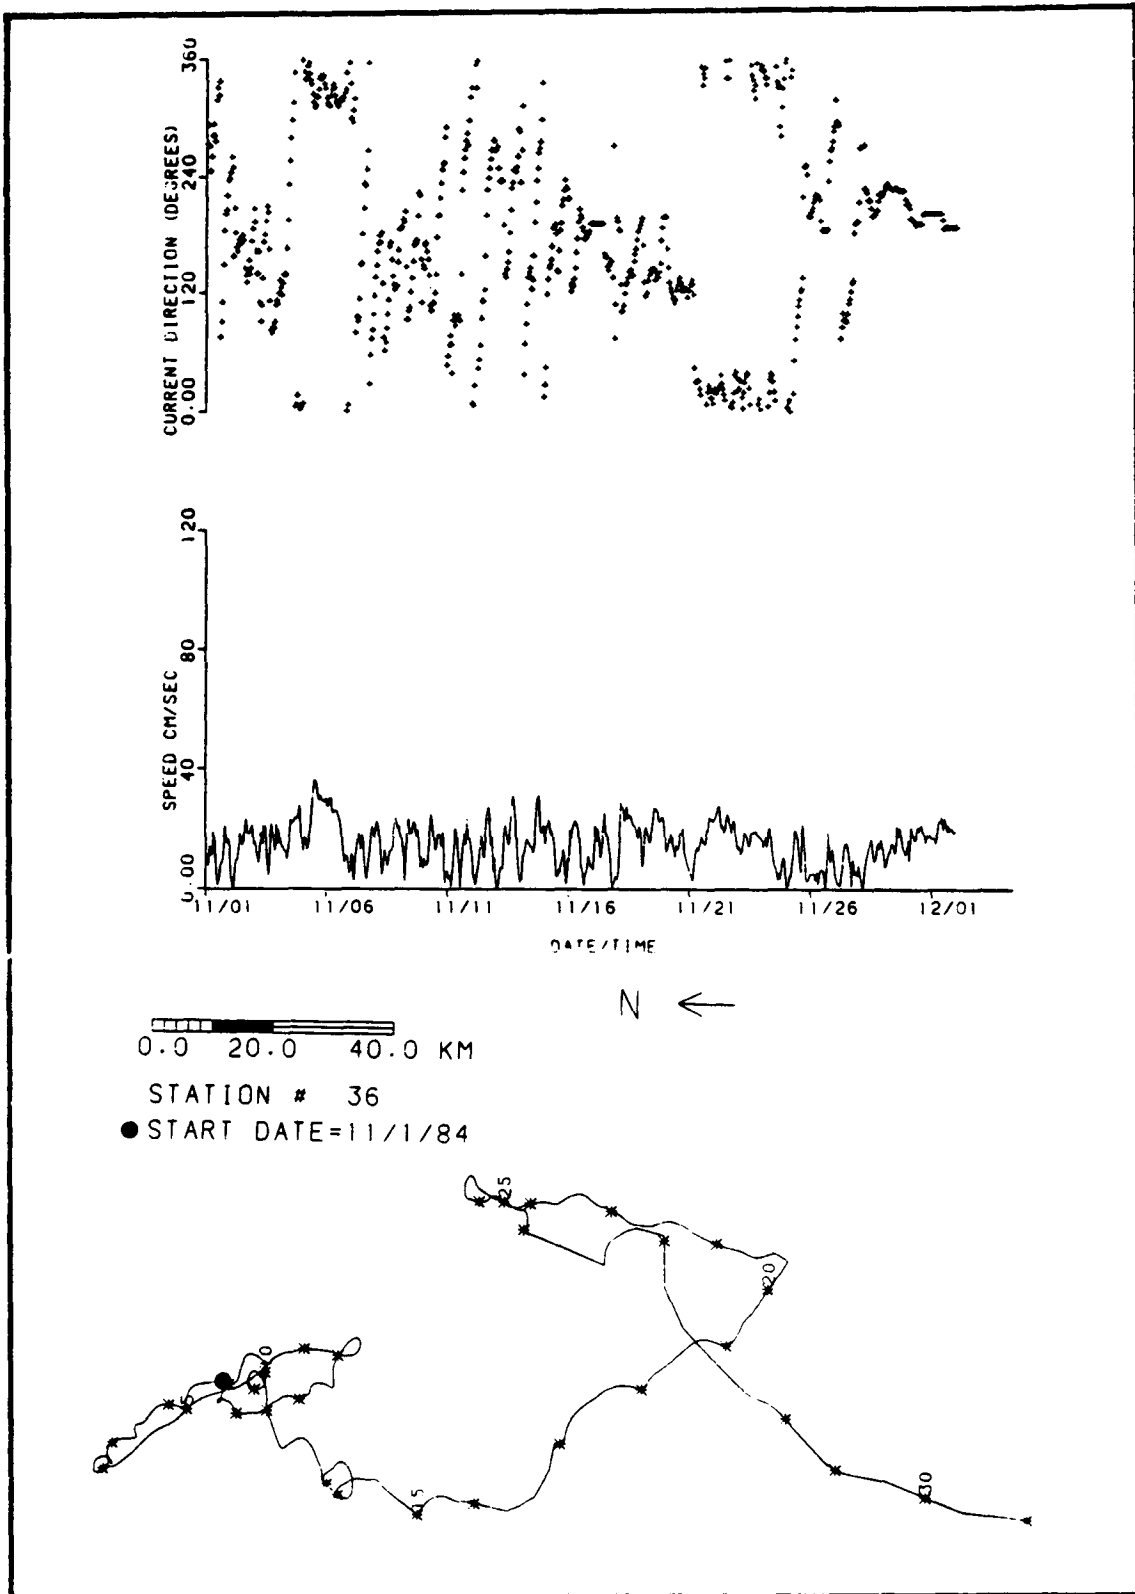 360
240
120
0.00
CURRENT DIRECTION (DEGREES)
120
80
40
0.00
SPEED CM/SEC
11/01 11/06 11/11 11/16 11/21 11/26 12/01
DATE/TIME
N
0.0 20.0 40.0 KM
STATION # 36
START DATE=11/1/84
25
20
5
15
30